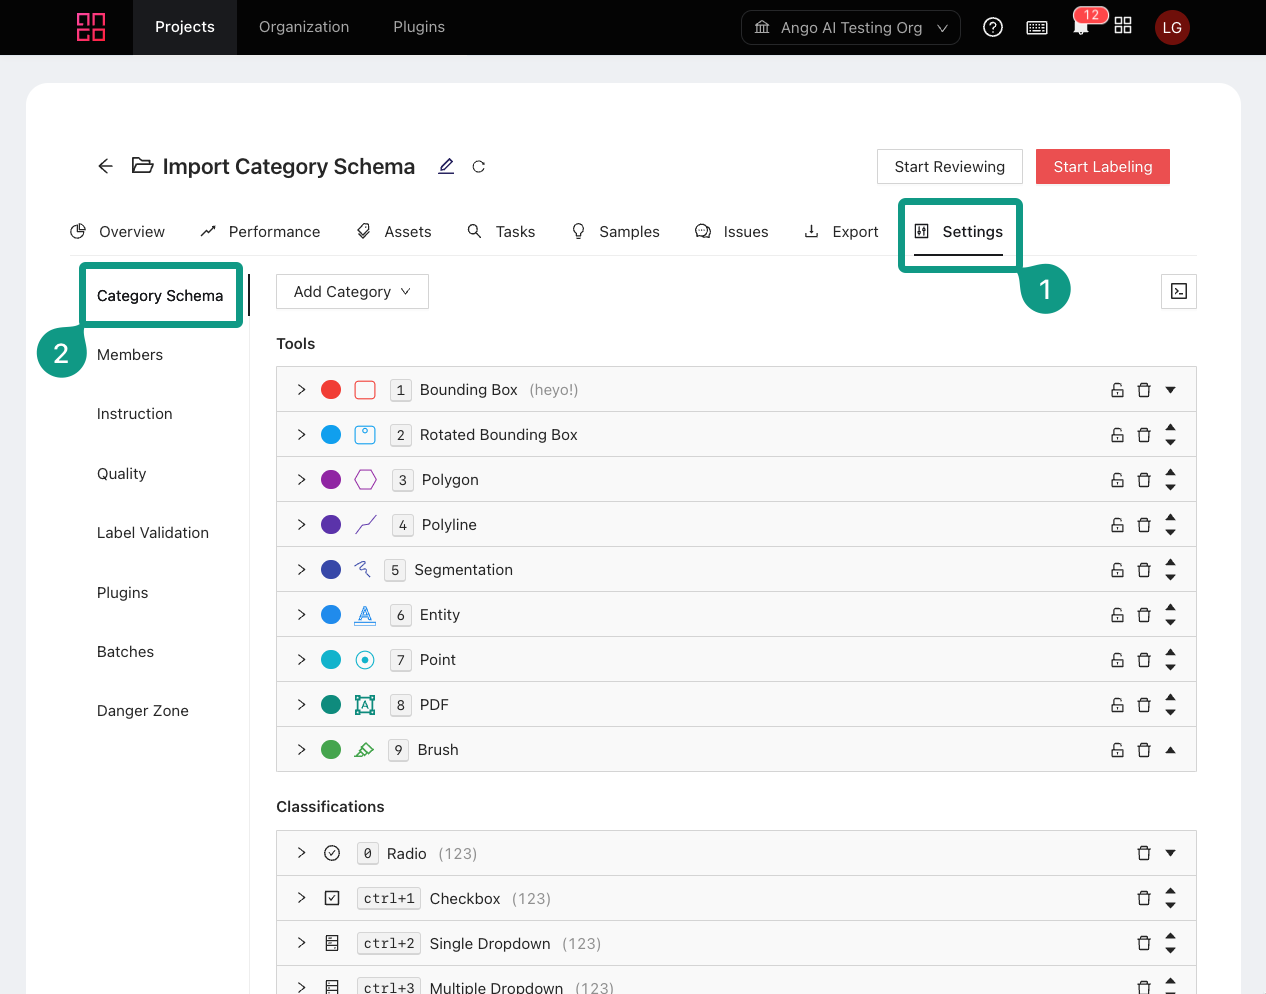 Projects Organization Plugins Ango AI Testing Org 12 LG
Import Category Schema Start Reviewing Start Labeling
Overview Performance Assets Tasks Samples Issues Export Settings
1
Category Schema
2
Members
Instruction
Quality
Label Validation
Plugins
Batches
Danger Zone
Add Category
Tools
1 Bounding Box (heyo!)
2 Rotated Bounding Box
3 Polygon
4 Polyline
5 Segmentation
6 Entity
7 Point
8 PDF
9 Brush
Classifications
0 Radio (123)
ctrl+1 Checkbox (123)
ctrl+2 Single Dropdown (123)
ctrl+3 Multiple Dropdown (123)